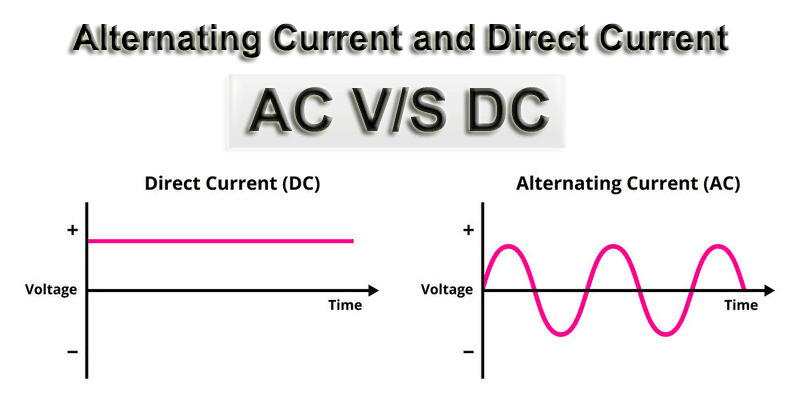 Alternating Current and Direct Current
AC V/S DC
Direct Current (DC)
+
Voltage
Time
−
Alternating Current (AC)
+
Voltage
Time
−